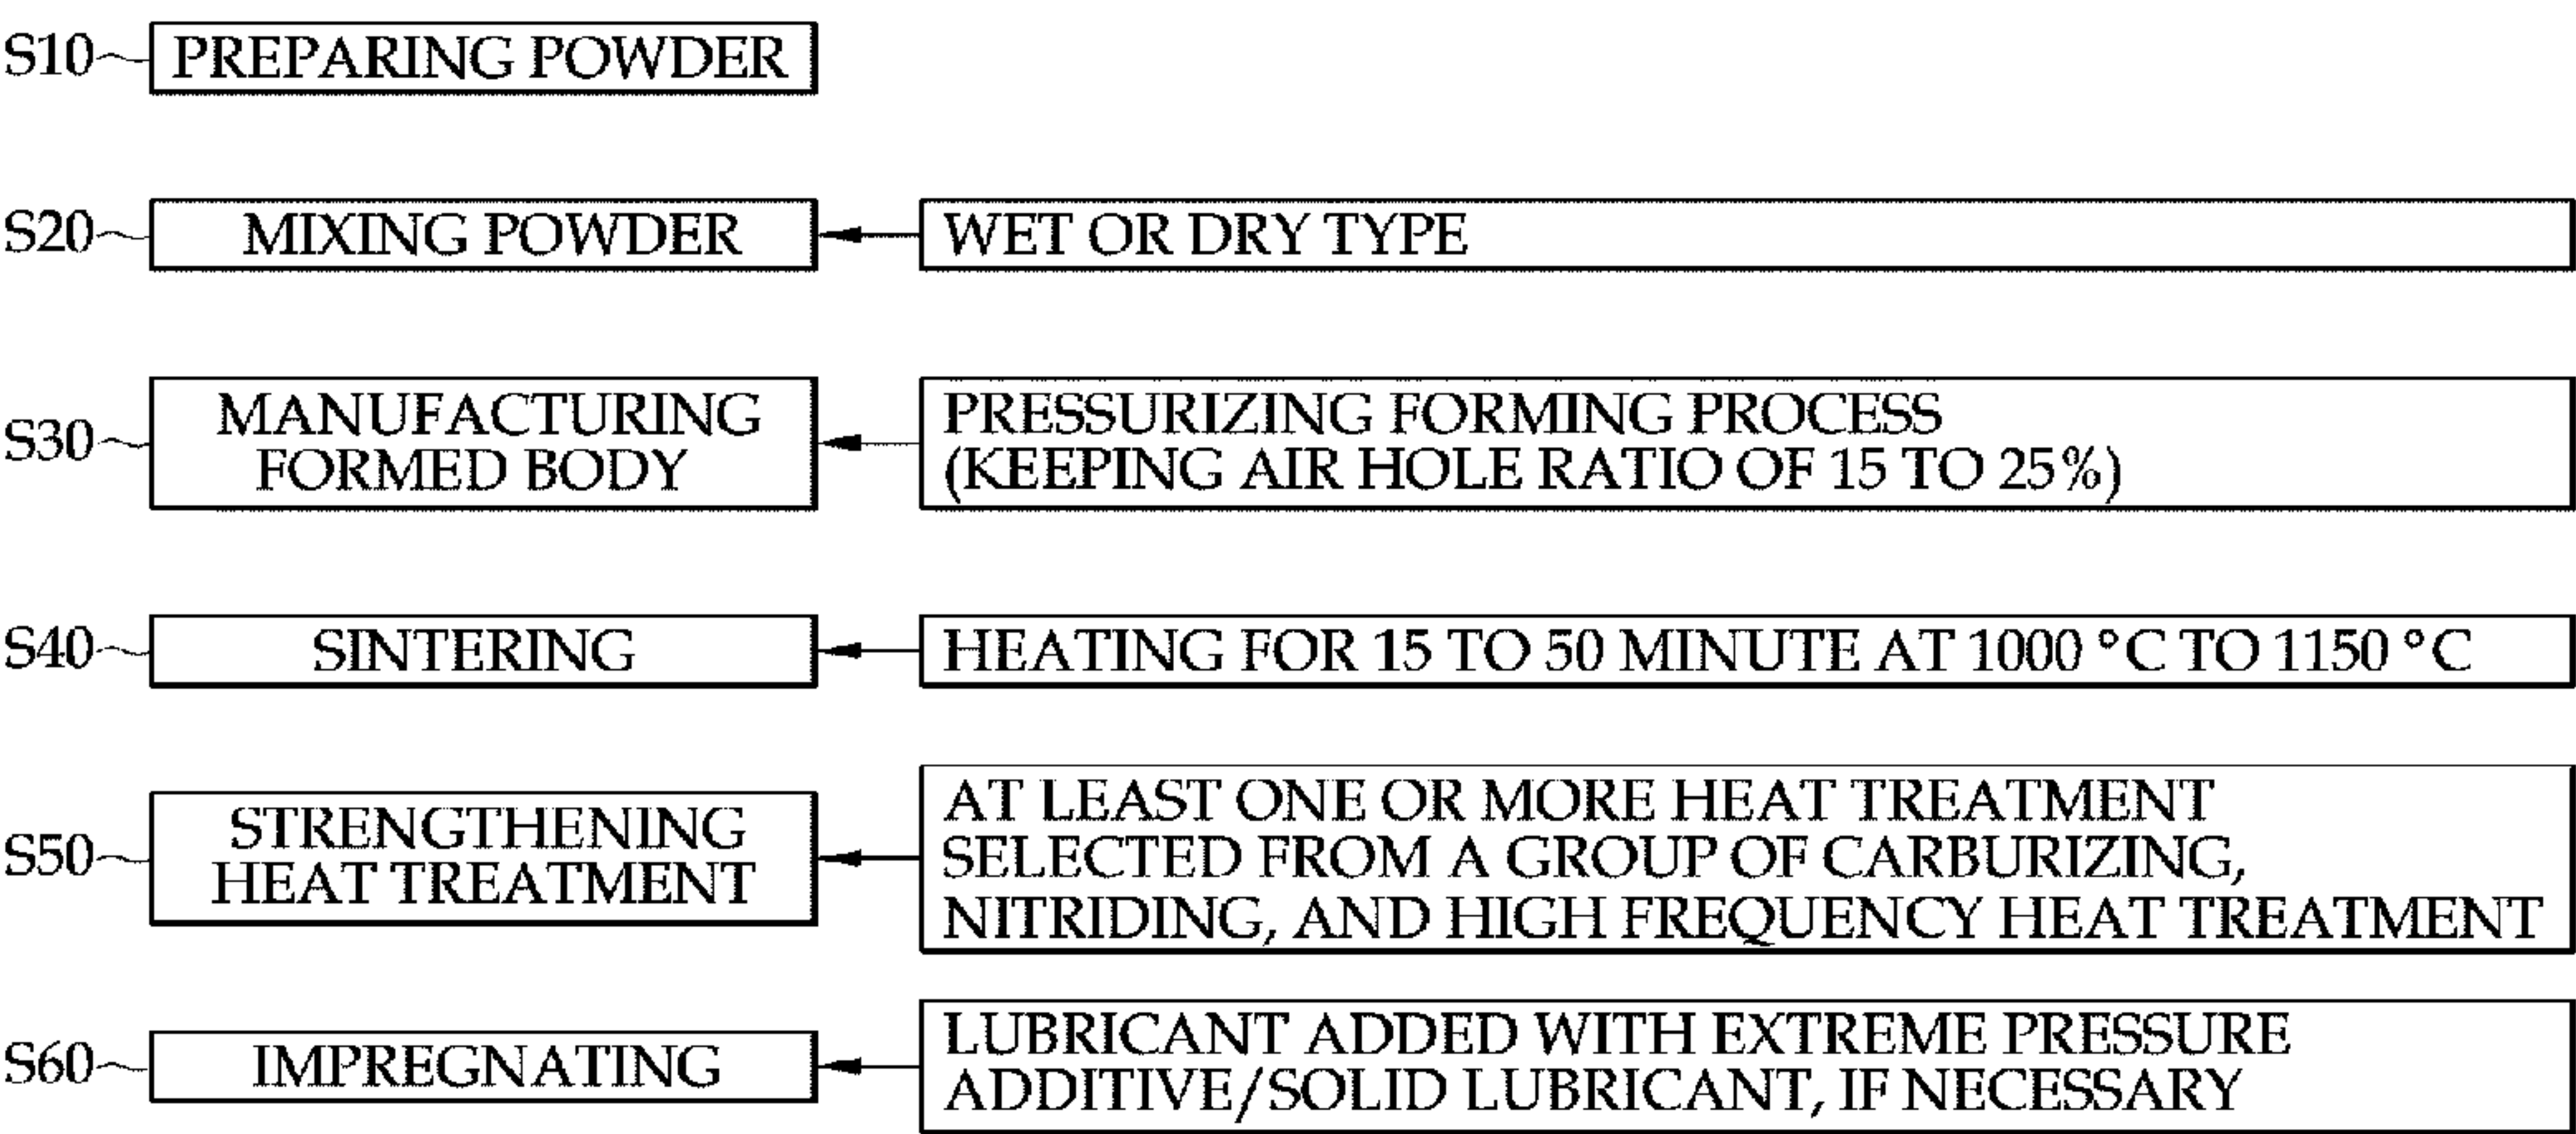 S10 PREPARING POWDER
S20 MIXING POWDER WET OR DRY TYPE
S30 MANUFACTURING FORMED BODY
PRESSURIZING FORMING PROCESS
(KEEPING AIR HOLE RATIO OF 15 TO 25%)
S40 SINTERING HEATING FOR 15 TO 50 MINUTE AT 1000 °C TO 1150 °C
S50 STRENGTHENING
HEAT TREATMENT
AT LEAST ONE OR MORE HEAT TREATMENT
SELECTED FROM A GROUP OF CARBURIZING,
NITRIDING, AND HIGH FREQUENCY HEAT TREATMENT
S60 IMPREGNATING
LUBRICANT ADDED WITH EXTREME PRESSURE
ADDITIVE/SOLID LUBRICANT, IF NECESSARY